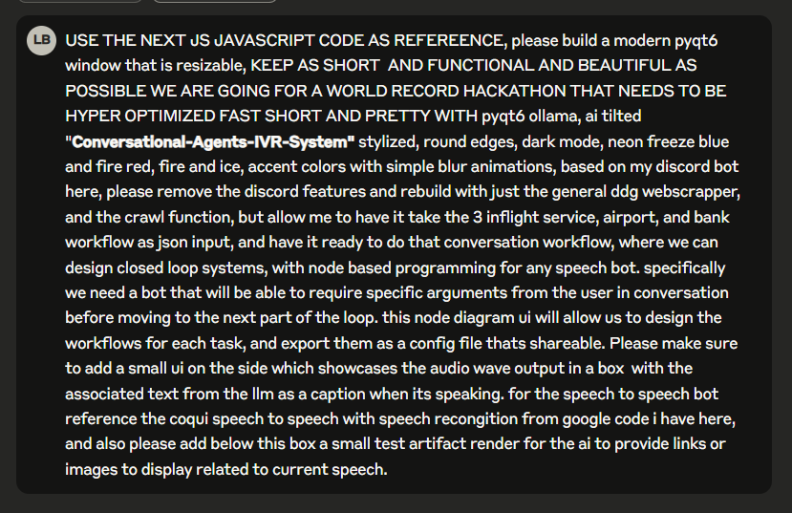 LB
USE THE NEXT JS JAVASCRIPT CODE AS REFEREENCE, please build a modern pyqt6
window that is resizable, KEEP AS SHORT AND FUNCTIONAL AND BEAUTIFUL AS
POSSIBLE WE ARE GOING FOR A WORLD RECORD HACKATHON THAT NEEDS TO BE
HYPER OPTIMIZED FAST SHORT AND PRETTY WITH pyqt6 ollama, ai tilted
"Conversational-Agents-IVR-System" stylized, round edges, dark mode, neon freeze blue
and fire red, fire and ice, accent colors with simple blur animations, based on my discord bot
here, please remove the discord features and rebuild with just the general ddg webscrapper,
and the crawl function, but allow me to have it take the 3 inflight service, airport, and bank
workflow as json input, and have it ready to do that conversation workflow, where we can
design closed loop systems, with node based programming for any speech bot. specifically
we need a bot that will be able to require specific arguments from the user in conversation
before moving to the next part of the loop. this node diagram ui will allow us to design the
workflows for each task, and export them as a config file thats shareable. Please make sure
to add a small ui on the side which showcases the audio wave output in a box with the
associated text from the llm as a caption when its speaking. for the speech to speech bot
reference the coqui speech to speech with speech recongition from google code i have here,
and also please add below this box a small test artifact render for the ai to provide links or
images to display related to current speech.